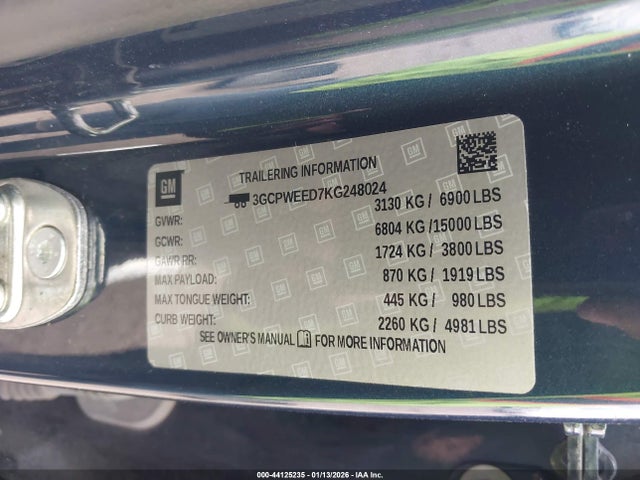 GM
TRAILERING INFORMATION
3GCPWEED7KG248024
GVWR: 3130 KG / 6900 LBS
GCWR: 6804 KG / 15000 LBS
GAWR RR: 1724 KG / 3800 LBS
MAX PAYLOAD: 870 KG / 1919 LBS
MAX TONGUE WEIGHT: 445 KG / 980 LBS
CURB WEIGHT: 2260 KG / 4981 LBS
SEE OWNER'S MANUAL FOR MORE INFORMATION
000-44125235 - 01/13/2026 - IAA Inc.